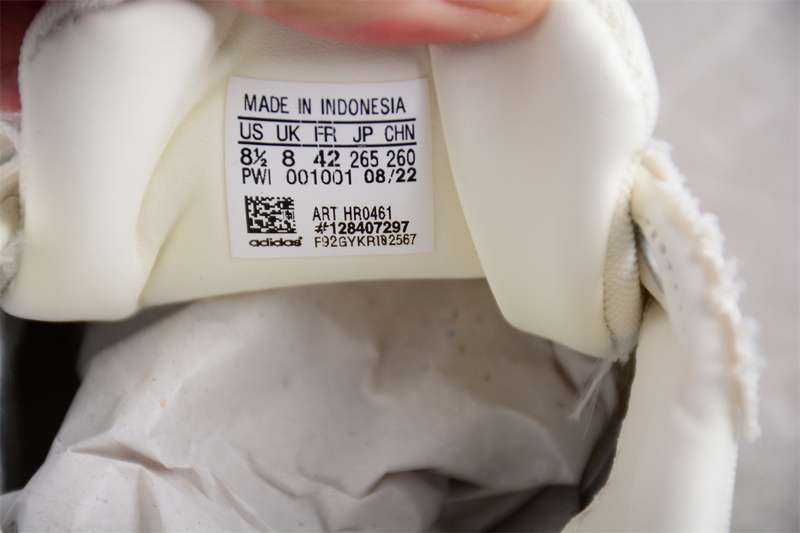 MADE IN INDONESIA
US UK FR JP CHN
8½ 8 42 265 260
PWI 001001 08/22
ART HR0461
#128407297
adidas F92GYKR102567